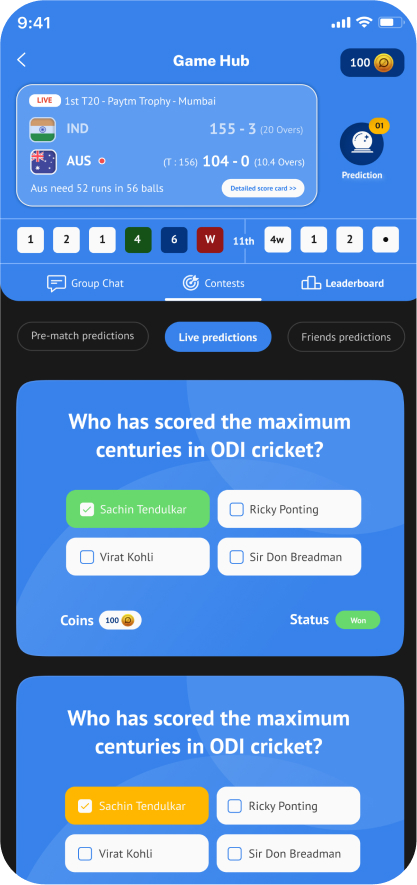 9:41
Game Hub
100
LIVE 1st T20 - Paytm Trophy - Mumbai
IND 155 - 3 (20 Overs)
AUS (T : 156) 104 - 0 (10.4 Overs)
Aus need 52 runs in 56 balls
Detailed score card >>
01
Prediction
1 2 1 4 6 W 11th 4w 1 2 •
Group Chat Contests Leaderboard
Pre-match predictions Live predictions Friends predictions
Who has scored the maximum
centuries in ODI cricket?
Sachin Tendulkar Ricky Ponting
Virat Kohli Sir Don Breadman
Coins 100 Status Won
Who has scored the maximum
centuries in ODI cricket?
Sachin Tendulkar Ricky Ponting
Virat Kohli Sir Don Breadman